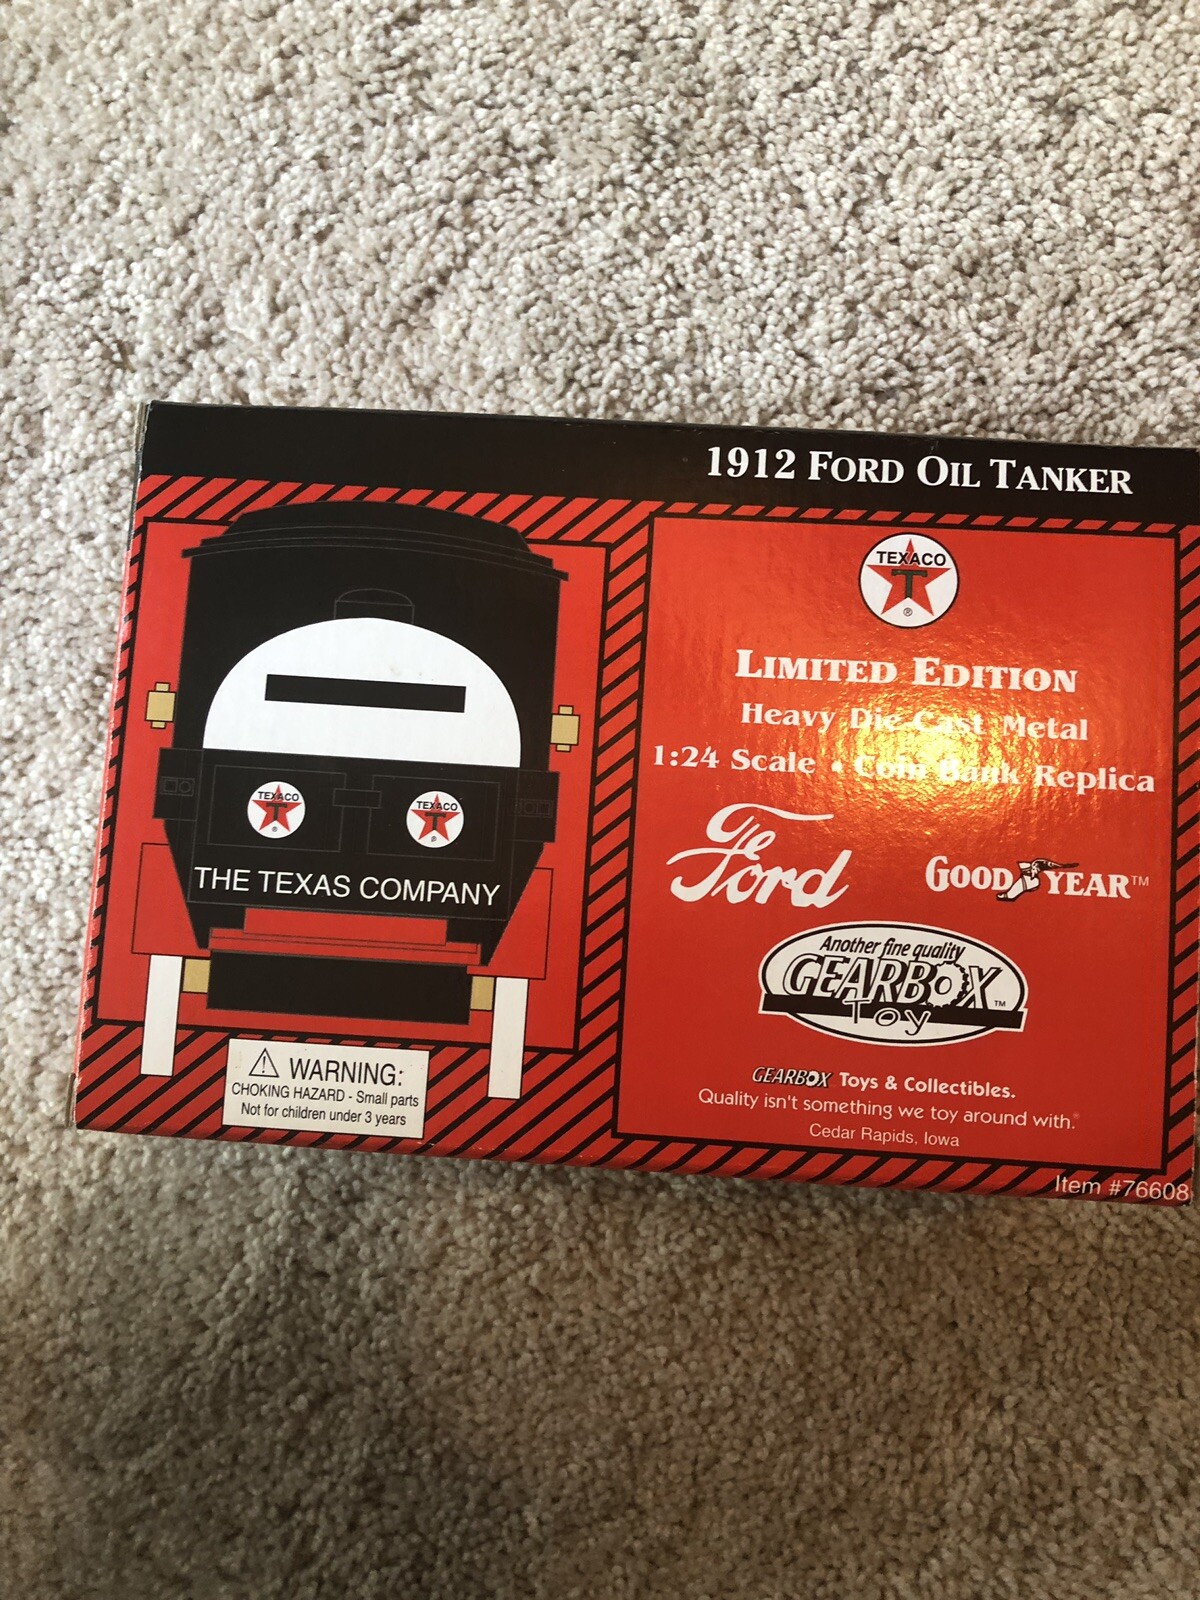 1912 FORD OIL TANKER
TEXACO
T
®
LIMITED EDITION
Heavy Die Cast Metal
1:24 Scale • Coin Bank Replica
Ford
GOOD YEAR™
Another fine quality
GEARBOX™
Toy
GEARBOX Toys & Collectibles.
Quality isn't something we toy around with.®
Cedar Rapids, Iowa
Item #76608
TEXACO
T
®
TEXACO
T
®
THE TEXAS COMPANY
⚠ WARNING:
CHOKING HAZARD - Small parts
Not for children under 3 years